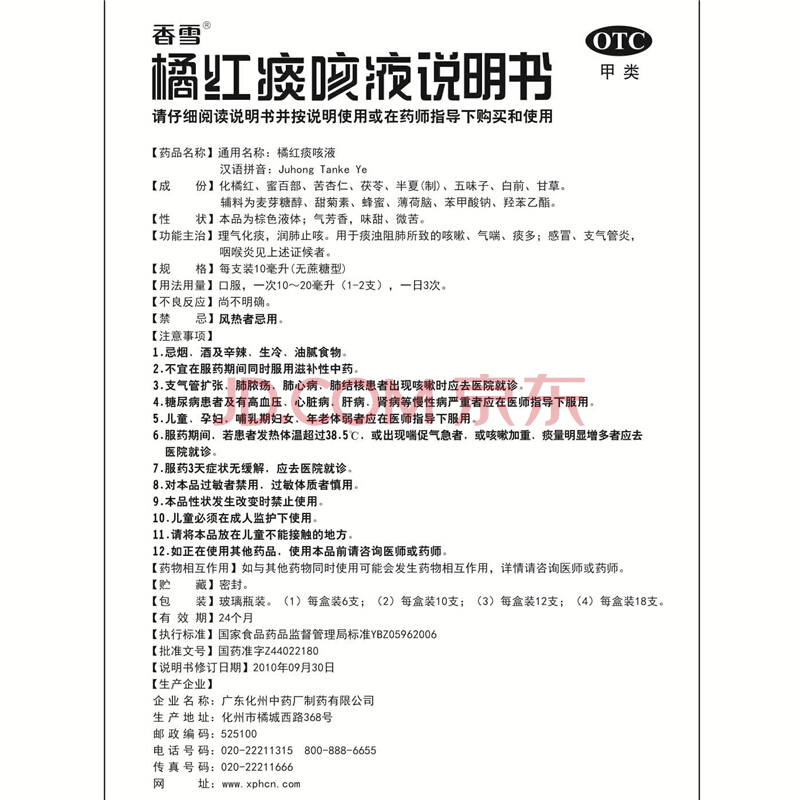 香雪®
OTC
甲类
橘红痰咳液说明书
请仔细阅读说明书并按说明使用或在药师指导下购买和使用
【药品名称】通用名称：橘红痰咳液
汉语拼音：Juhong Tanke Ye
【成 份】化橘红、蜜百部、苦杏仁、茯苓、半夏(制)、五味子、白前、甘草。
辅料为麦芽糖醇、甜菊素、蜂蜜、薄荷脑、苯甲酸钠、羟苯乙酯。
【性 状】本品为棕色液体；气芳香，味甜、微苦。
【功能主治】理气化痰，润肺止咳。用于痰浊阻肺所致的咳嗽、气喘、痰多；感冒、支气管炎，
咽喉炎见上述证候者。
【规 格】每支装10毫升(无蔗糖型)
【用法用量】口服，一次10～20毫升（1-2支），一日3次。
【不良反应】尚不明确。
【禁 忌】风热者忌用。
【注意事项】
1.忌烟、酒及辛辣、生冷、油腻食物。
2.不宜在服药期间同时服用滋补性中药。
3.支气管扩张、肺脓疡、肺心病、肺结核患者出现咳嗽时应去医院就诊。
4.糖尿病患者及有高血压、心脏病、肝病、肾病等慢性病严重者应在医师指导下服用。
5.儿童、孕妇、哺乳期妇女、年老体弱者应在医师指导下服用。
6.服药期间，若患者发热体温超过38.5℃，或出现喘促气急者，或咳嗽加重、痰量明显增多者应去
医院就诊。
7.服药3天症状无缓解，应去医院就诊。
8.对本品过敏者禁用，过敏体质者慎用。
9.本品性状发生改变时禁止使用。
10.儿童必须在成人监护下使用。
11.请将本品放在儿童不能接触的地方。
12.如正在使用其他药品，使用本品前请咨询医师或药师。
【药物相互作用】如与其他药物同时使用可能会发生药物相互作用，详情请咨询医师或药师。
【贮 藏】密封。
【包 装】玻璃瓶装。（1）每盒装6支；（2）每盒装10支；（3）每盒装12支；（4）每盒装18支。
【有 效 期】24个月
【执行标准】国家食品药品监督管理局标准YBZ05962006
【批准文号】国药准字Z44022180
【说明书修订日期】2010年09月30日
【生产企业】
企业名称：广东化州中药厂制药有限公司
生产地址：化州市橘城西路368号
邮政编码：525100
电话号码：020-22211315 800-888-6655
传真号码：020-22211666
网 址：www.xphcn.com
JD.COM京东